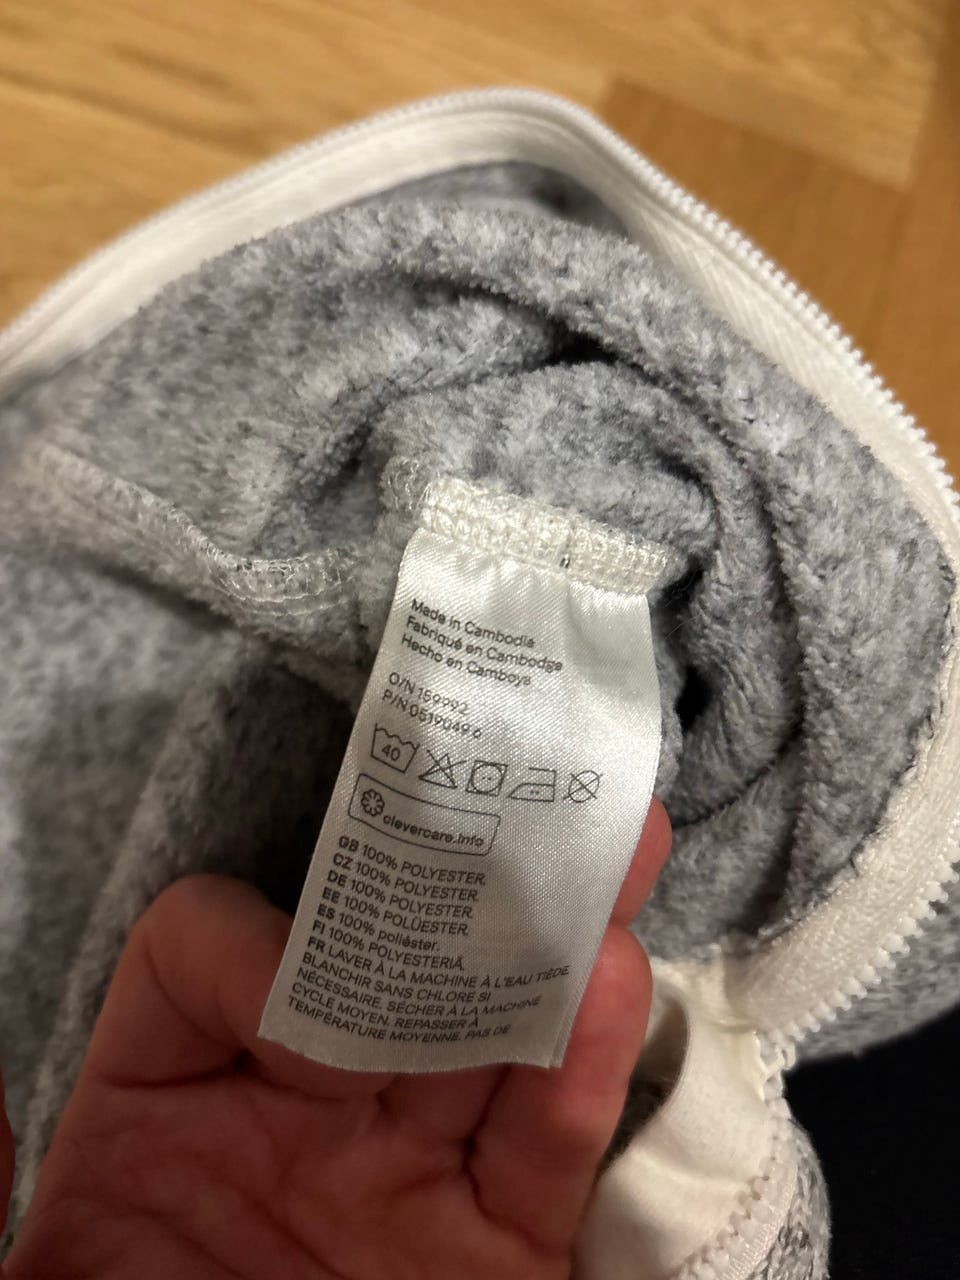 Made in Cambodia
Fabriqué en Cambodge
Hecho en Camboya
O/N 159992
P/N 0519049 6
40
clevercare.info
GB 100% POLYESTER.
CZ 100% POLYESTER.
DE 100% POLYESTER.
EE 100% POLÜESTER.
ES 100% poliéster.
FI 100% POLYESTERIÄ.
FR LAVER À LA MACHINE À L'EAU TIÈDE.
BLANCHIR SANS CHLORE SI
NÉCESSAIRE. SÉCHER À LA MACHINE
CYCLE MOYEN. REPASSER À
TEMPÉRATURE MOYENNE. PAS DE